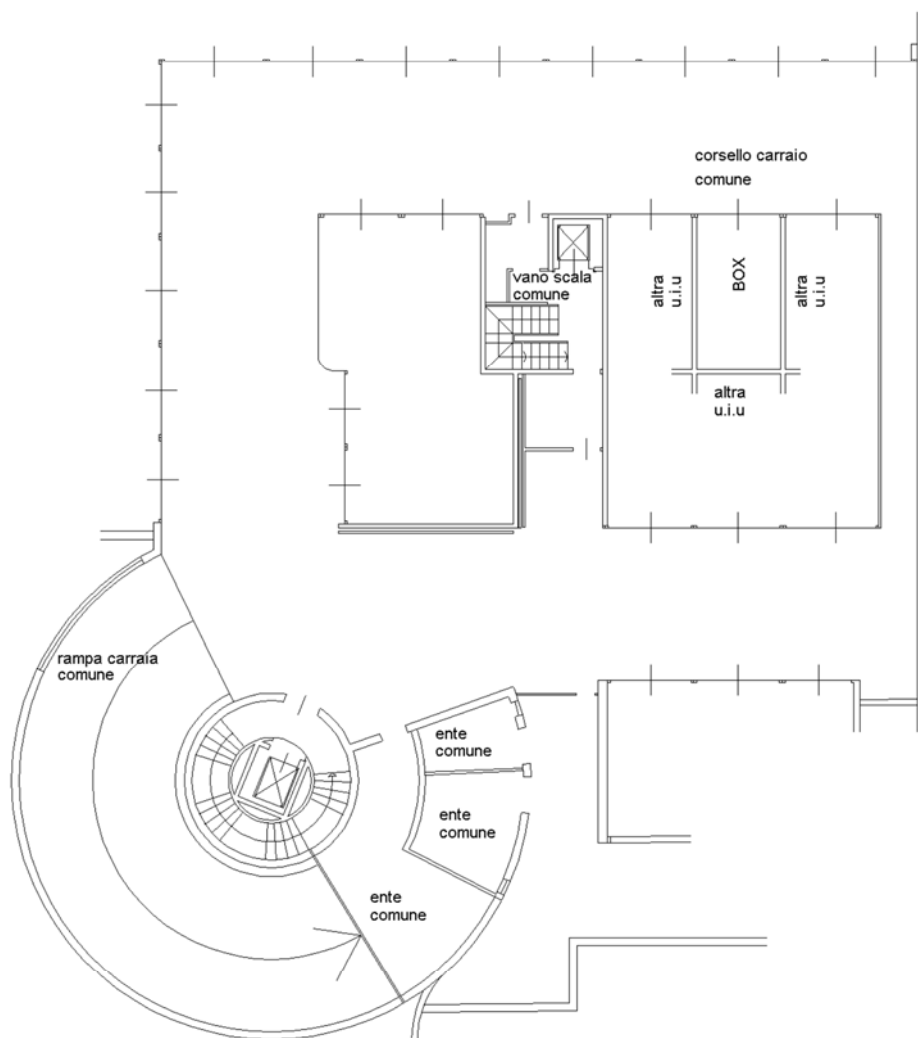 corsello carraio
comune
vano scala
comune
altra
u.i.u
BOX
altra
u.i.u
altra
u.i.u
rampa carraia
comune
ente
comune
ente
comune
ente
comune